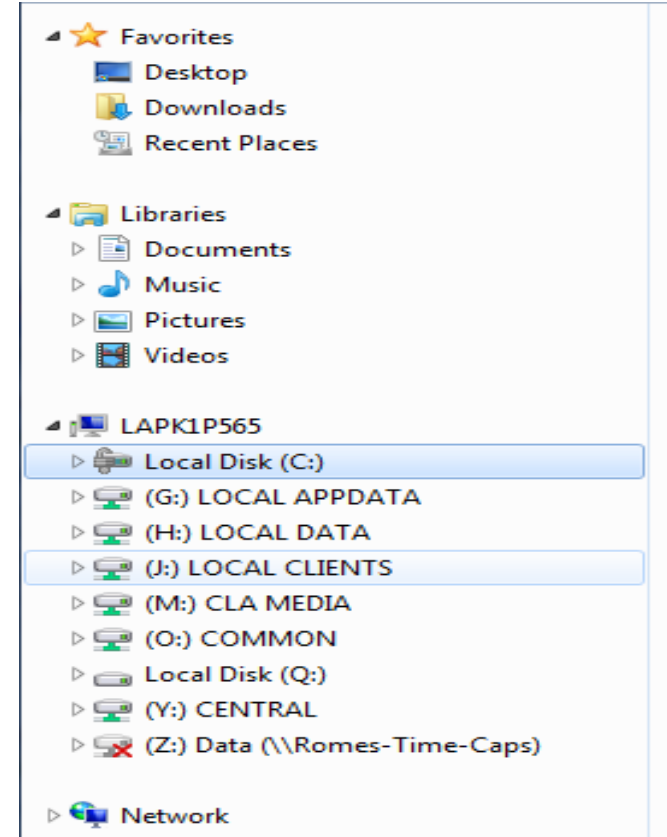 Favorites
Desktop
Downloads
Recent Places
Libraries
Documents
Music
Pictures
Videos
LAPK1P565
Local Disk (C:)
(G:) LOCAL APPDATA
(H:) LOCAL DATA
(J:) LOCAL CLIENTS
(M:) CLA MEDIA
(O:) COMMON
Local Disk (Q:)
(Y:) CENTRAL
(Z:) Data (\\Romes-Time-Caps)
Network